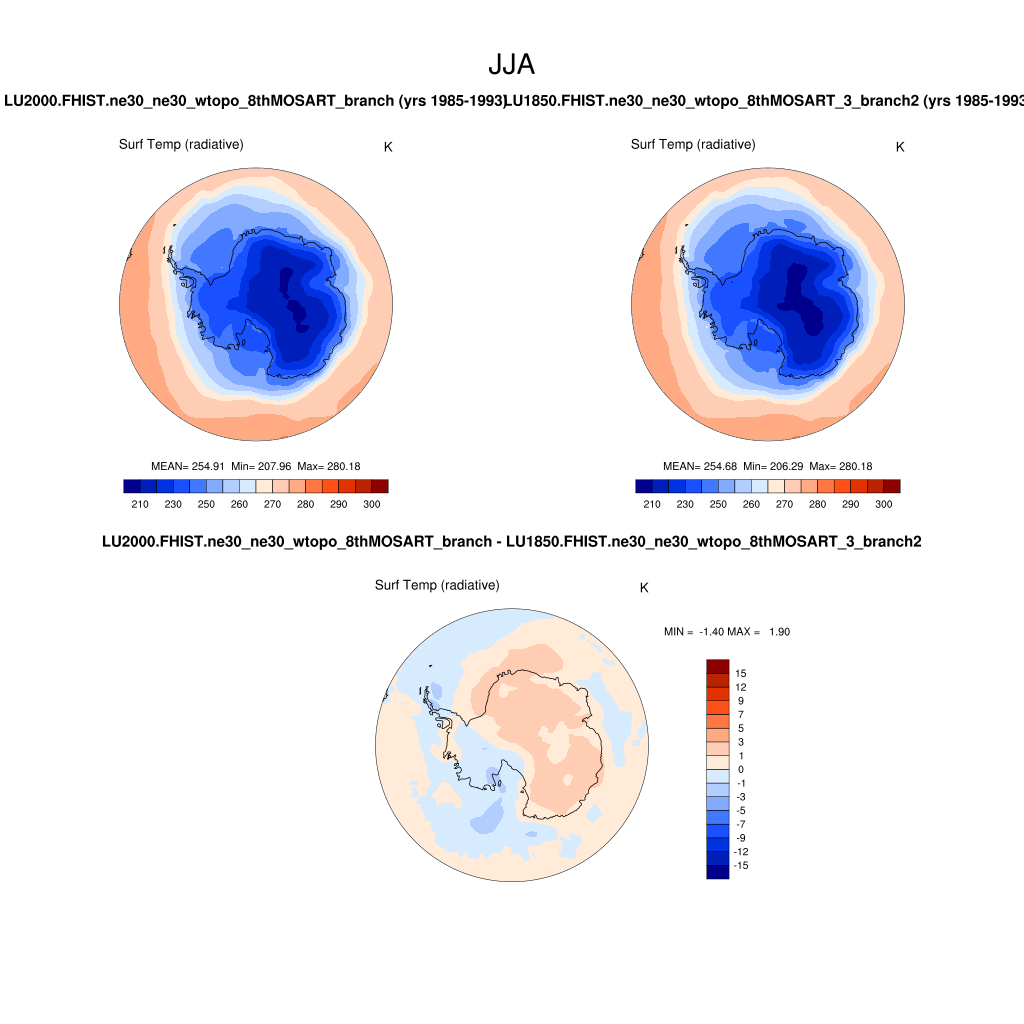 JJA
LU2000.FHIST.ne30_ne30_wtopo_8thMOSART_branch (yrs 1985-1993)
LU1850.FHIST.ne30_ne30_wtopo_8thMOSART_3_branch2 (yrs 1985-1993
Surf Temp (radiative) K
Surf Temp (radiative) K
MEAN= 254.91 Min= 207.96 Max= 280.18
210 230 250 260 270 280 290 300
MEAN= 254.68 Min= 206.29 Max= 280.18
210 230 250 260 270 280 290 300
LU2000.FHIST.ne30_ne30_wtopo_8thMOSART_branch - LU1850.FHIST.ne30_ne30_wtopo_8thMOSART_3_branch2
Surf Temp (radiative) K
MIN = -1.40 MAX = 1.90
15
12
9
7
5
3
1
0
-1
-3
-5
-7
-9
-12
-15